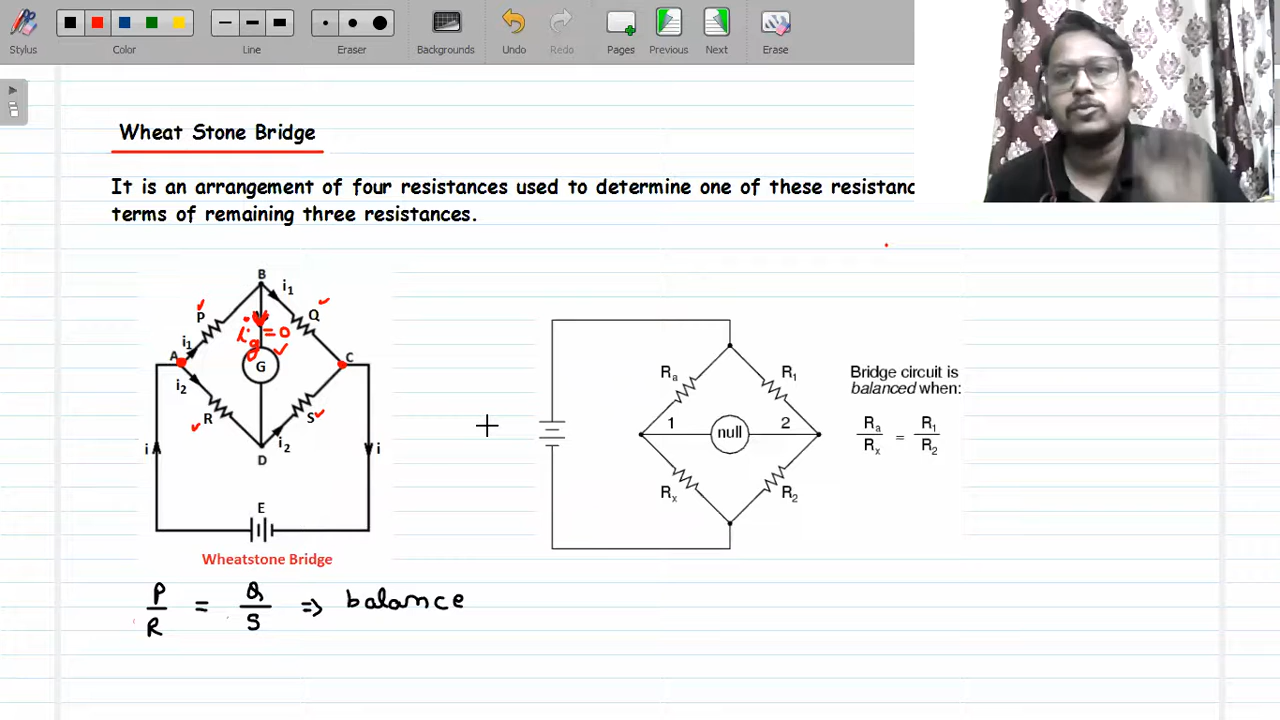 Stylus Color Line Eraser Backgrounds Undo Redo Pages Previous Next Erase
Wheat Stone Bridge
It is an arrangement of four resistances used to determine one of these resistanc
terms of remaining three resistances.
B
i1
P
Q
i1
ig=0
A
G
C
i2
R
S
i2
D
i
i
E
Wheatstone Bridge
Ra
R1
1
null
2
Rx
R2
Bridge circuit is
balanced when:
Ra/Rx = R1/R2
P/R = Q/S => balance